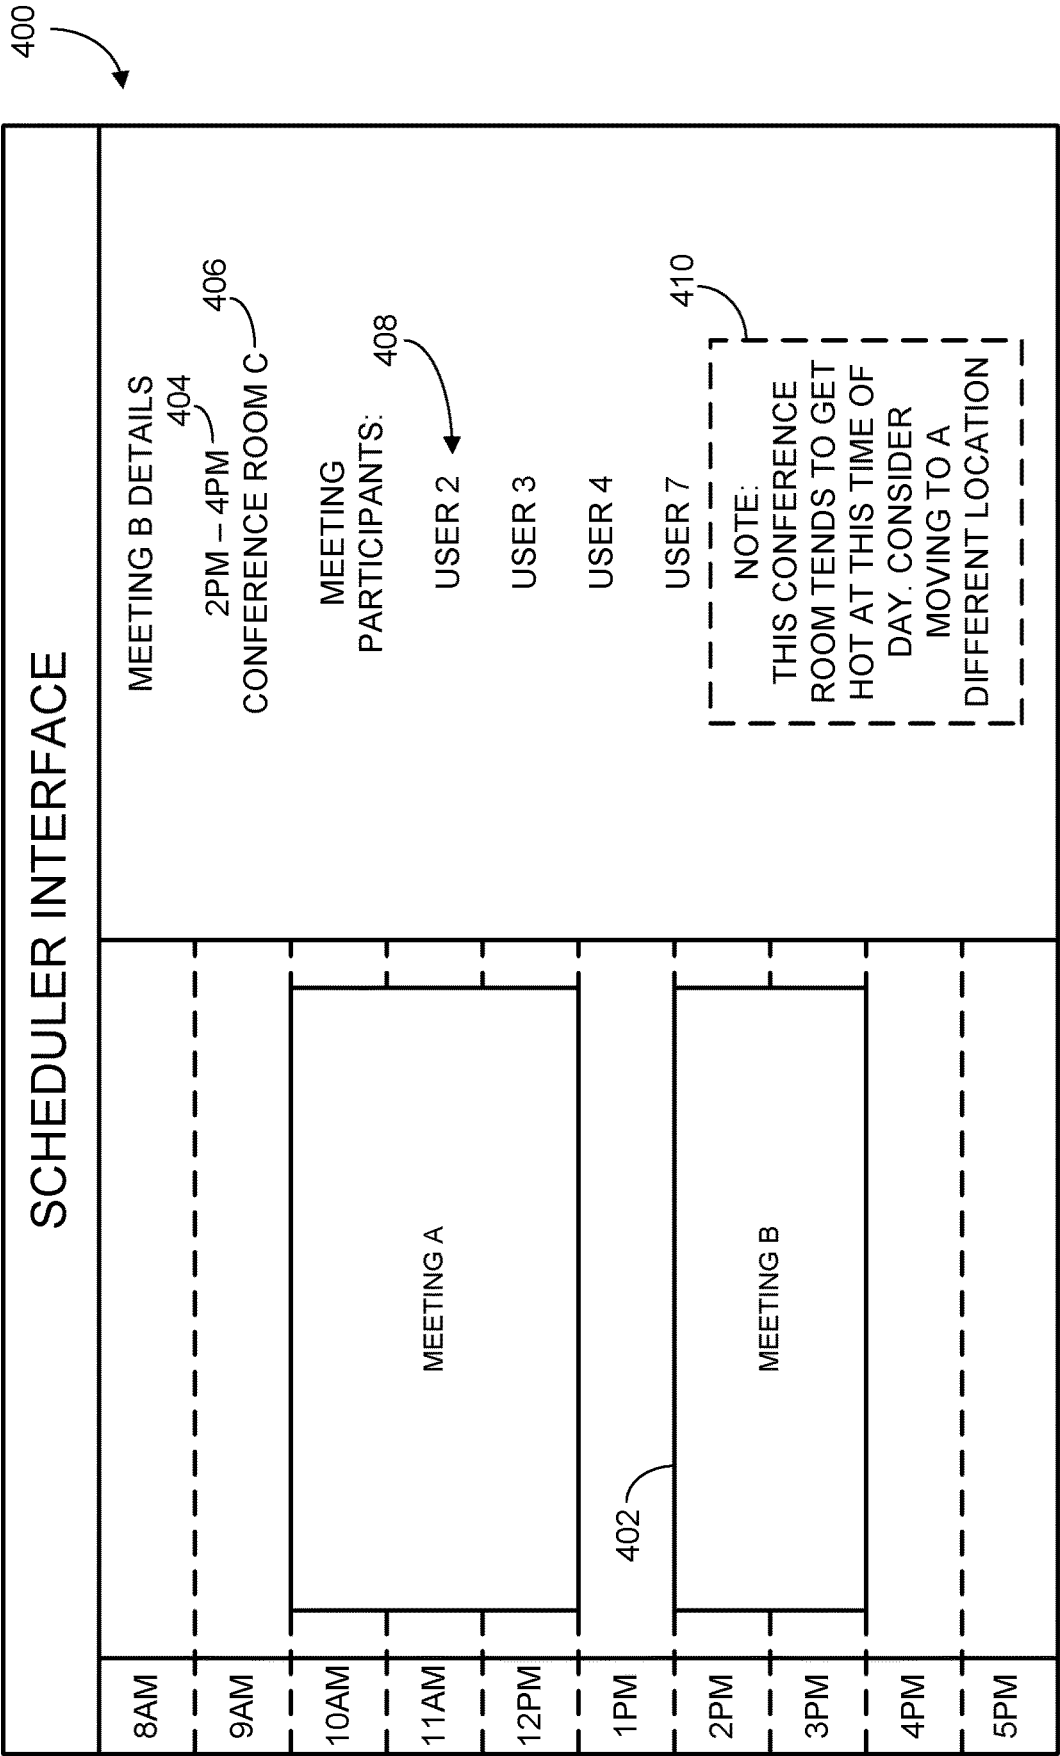 400
SCHEDULER INTERFACE
8AM
9AM
10AM
11AM
12PM
1PM
2PM
3PM
4PM
5PM
MEETING A
402
MEETING B
MEETING B DETAILS
404
2PM – 4PM
406
CONFERENCE ROOM C
MEETING
PARTICIPANTS:
408
USER 2
USER 3
USER 4
USER 7
410
NOTE:
THIS CONFERENCE
ROOM TENDS TO GET
HOT AT THIS TIME OF
DAY. CONSIDER
MOVING TO A
DIFFERENT LOCATION